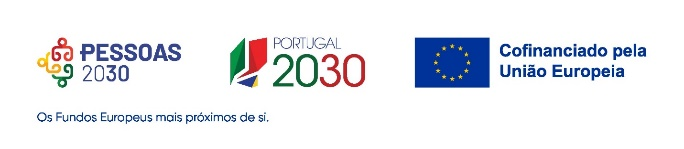 PESSOAS
2030
PORTUGAL
2030
Cofinanciado pela
União Europeia
Os Fundos Europeus mais próximos de si.